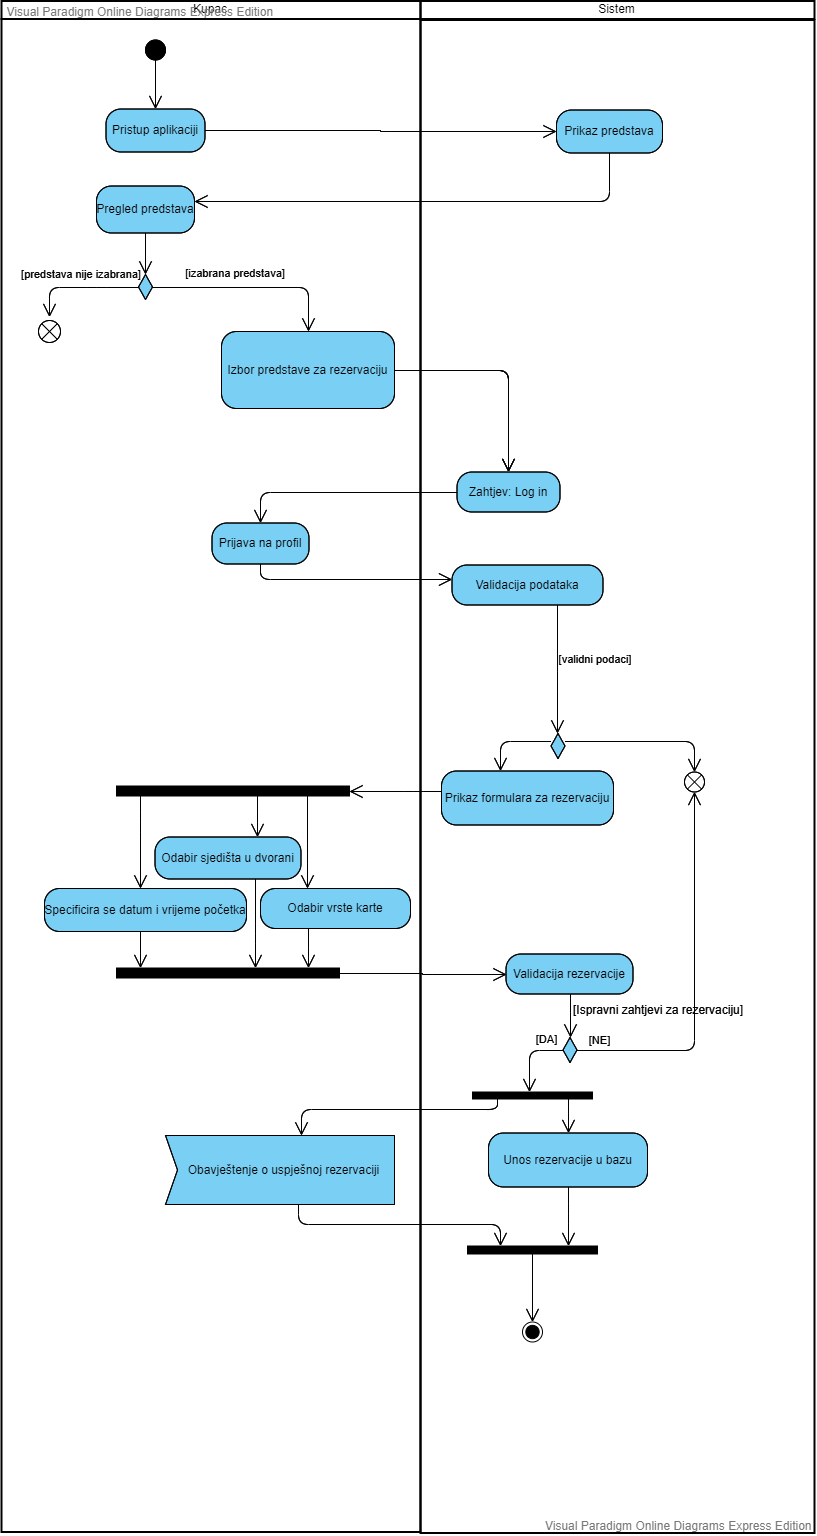 Visual Paradigm Online Diagrams Express Edition
Kupac
Sistem
Pristup aplikaciji
Prikaz predstava
Pregled predstava
[predstava nije izabrana]
[izabrana predstava]
Izbor predstave za rezervaciju
Zahtjev: Log in
Prijava na profil
Validacija podataka
[validni podaci]
Prikaz formulara za rezervaciju
Odabir sjedišta u dvorani
Specificira se datum i vrijeme početka
Odabir vrste karte
Validacija rezervacije
[Ispravni zahtjevi za rezervaciju]
[DA]
[NE]
Obavještenje o uspješnoj rezervaciji
Unos rezervacije u bazu
Visual Paradigm Online Diagrams Express Edition